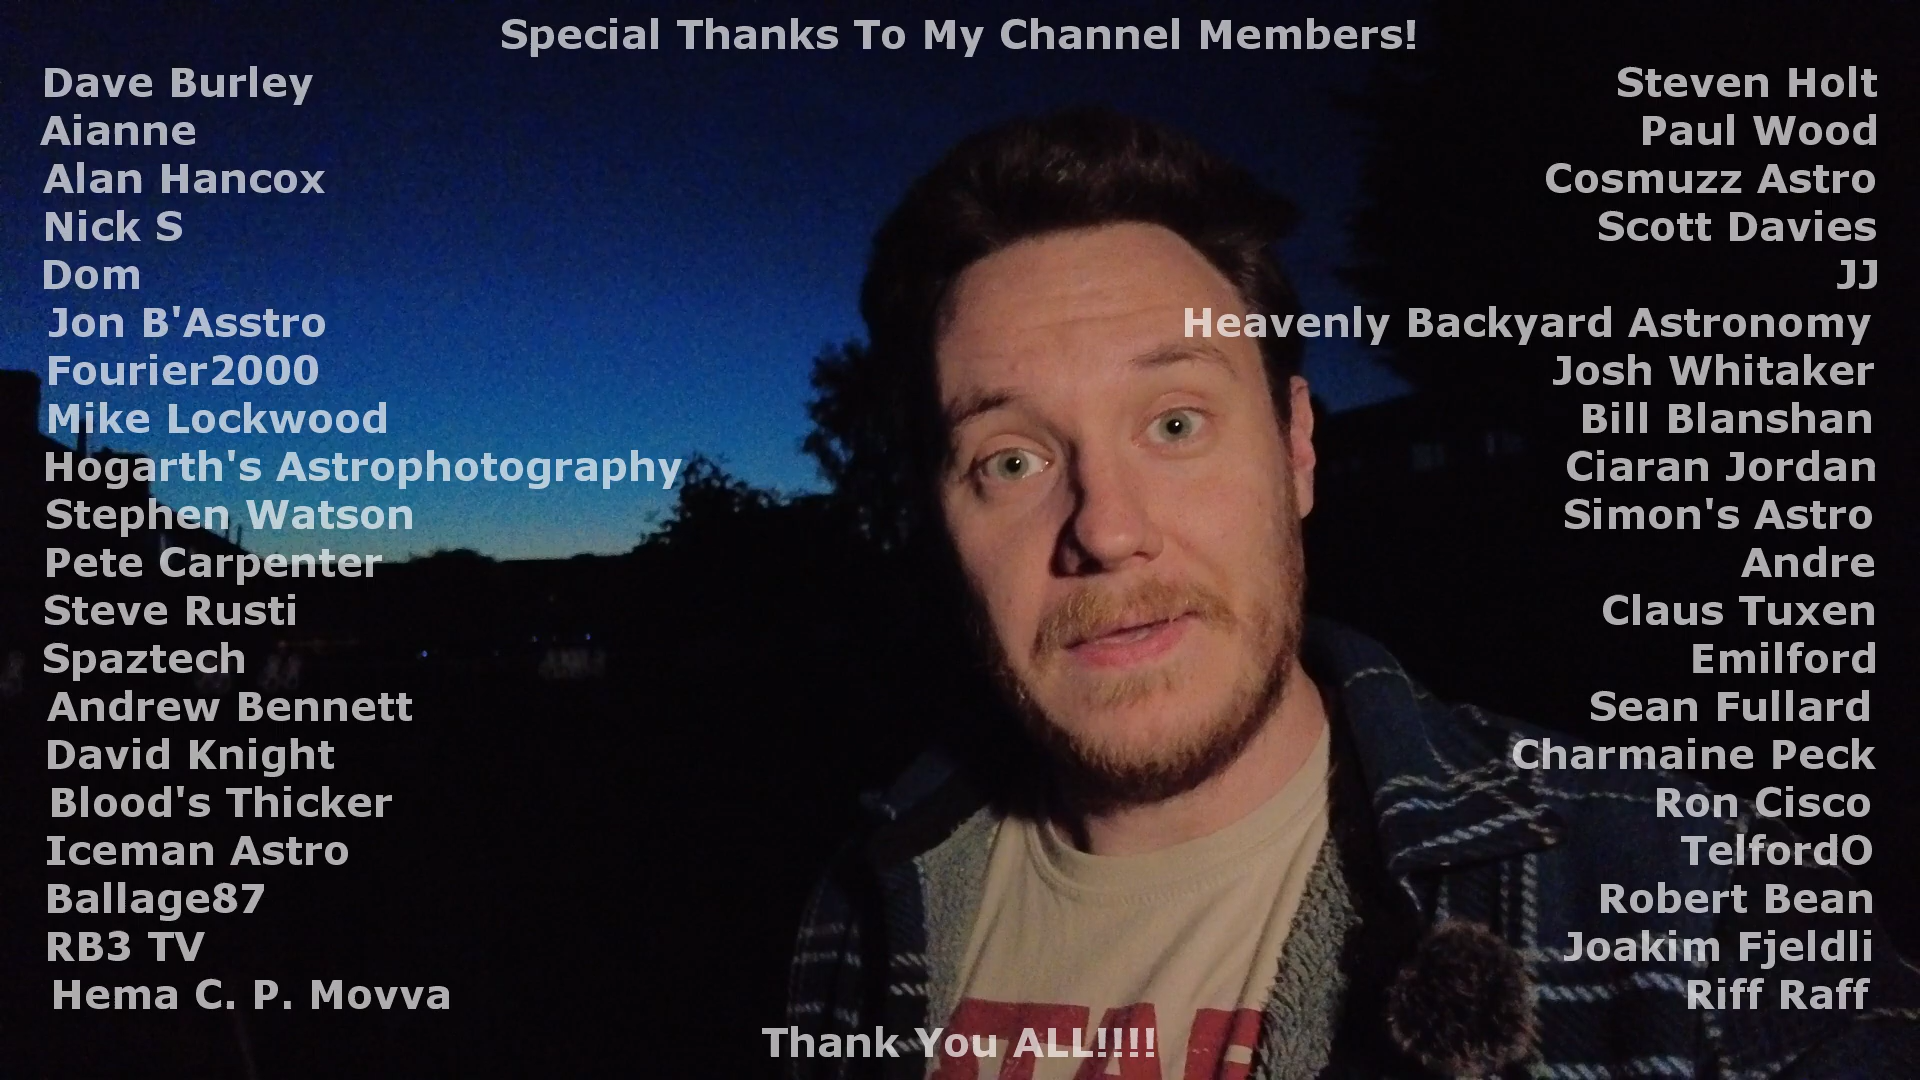 Special Thanks To My Channel Members!
Dave Burley
Aianne
Alan Hancox
Nick S
Dom
Jon B'Asstro
Fourier2000
Mike Lockwood
Hogarth's Astrophotography
Stephen Watson
Pete Carpenter
Steve Rusti
Spaztech
Andrew Bennett
David Knight
Blood's Thicker
Iceman Astro
Ballage87
RB3 TV
Hema C. P. Movva
Steven Holt
Paul Wood
Cosmuzz Astro
Scott Davies
JJ
Heavenly Backyard Astronomy
Josh Whitaker
Bill Blanshan
Ciaran Jordan
Simon's Astro
Andre
Claus Tuxen
Emilford
Sean Fullard
Charmaine Peck
Ron Cisco
TelfordO
Robert Bean
Joakim Fjeldli
Riff Raff
Thank You ALL!!!!